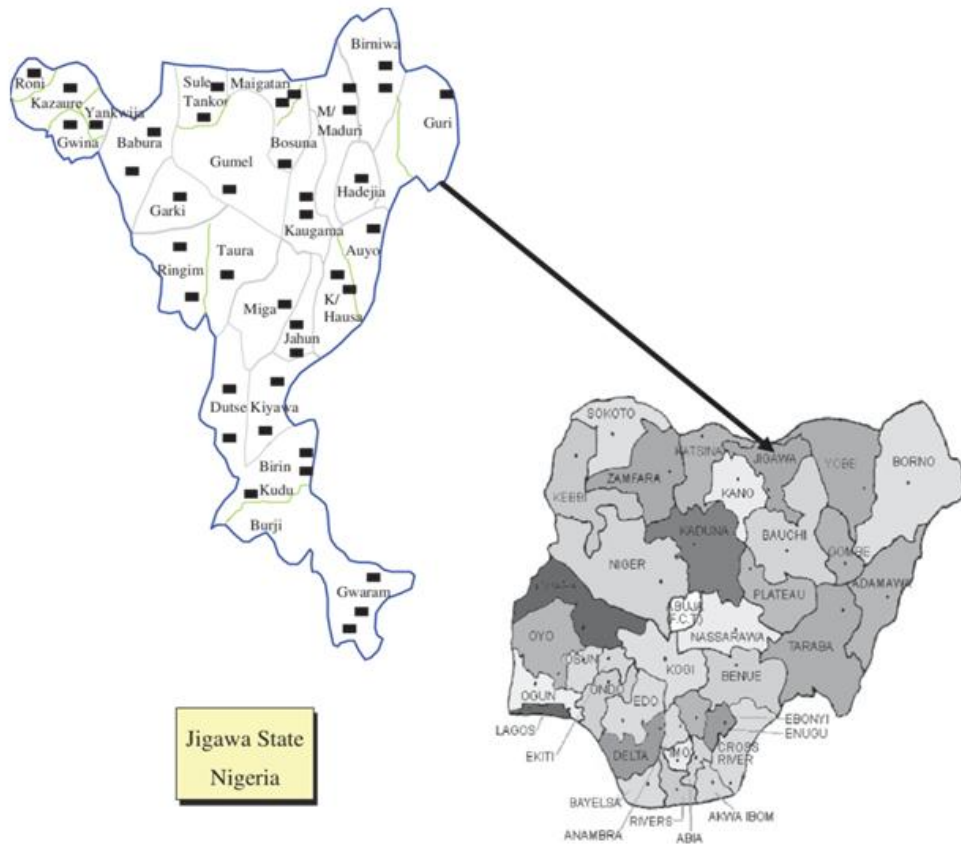 Birniwa
Roni
Sule
Tankor
Maigatan
Kazaure
M/
Maduri
Guri
Yankwija
Gwina
Babura
Bosuna
Gumel
Hadejia
Garki
Kaugama
Auyo
Taura
Ringim
K/
Hausa
Miga
Jahun
Dutse
Kiyawa
Birin
Kudu
Burji
Gwaram
Jigawa State
Nigeria
SOKOTO
KATSINA
JIGAWA
YOBE
BORNO
ZAMFARA
KANO
KEBBI
KADUNA
BAUCHI
GOMBE
NIGER
ADAMAWA
PLATEAU
ABUJA
(F.C.T)
NASSARAWA
OYO
TARABA
OSUN
KOGI
BENUE
OGUN
ONDO
EDO
LAGOS
EKITI
EBONYI
ENUGU
DELTA
IMO
CROSS
RIVER
BAYELSA
RIVERS
AKWA IBOM
ANAMBRA
ABIA